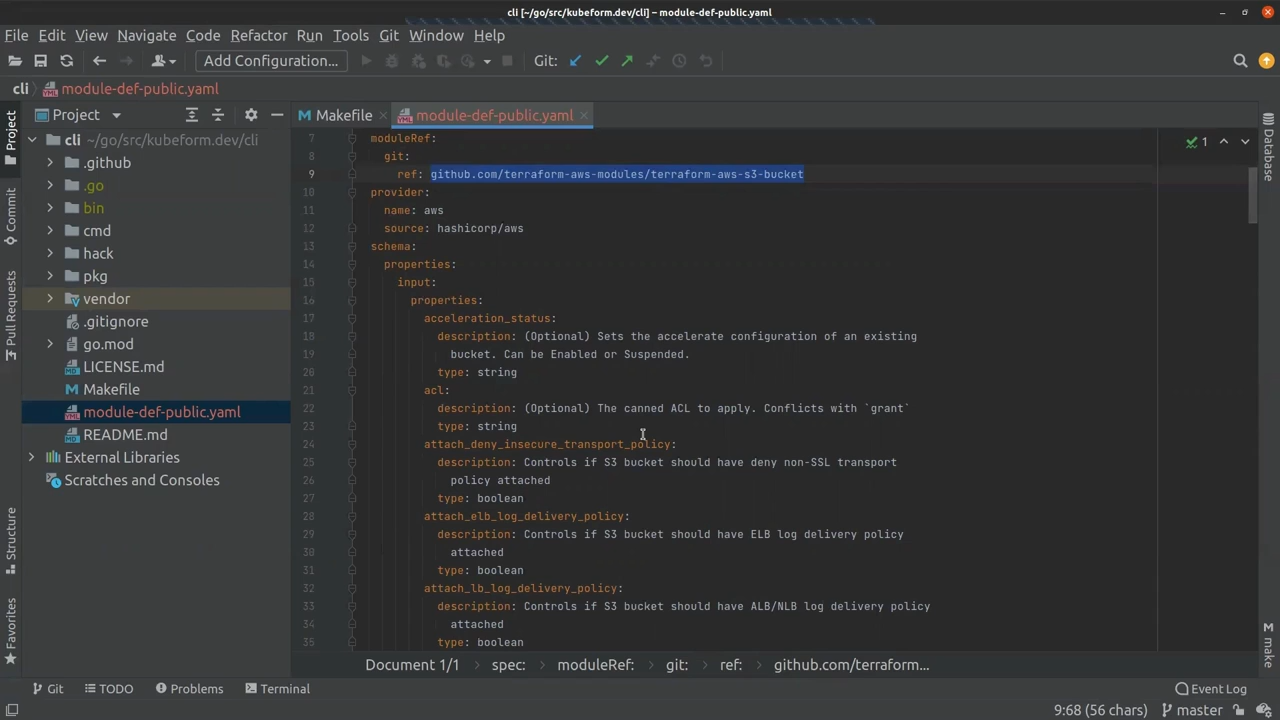 cli [~/go/src/kubeform.dev/cli] – module-def-public.yaml
File Edit View Navigate Code Refactor Run Tools Git Window Help
Add Configuration... Git:
cli module-def-public.yaml
Project
Makefile module-def-public.yaml
cli ~/go/src/kubeform.dev/cli
.github
.go
bin
cmd
hack
pkg
vendor
.gitignore
go.mod
LICENSE.md
Makefile
module-def-public.yaml
README.md
External Libraries
Scratches and Consoles
Project
Commit
Pull Requests
Structure
Favorites
7 moduleRef:
8 git:
9 ref: github.com/terraform-aws-modules/terraform-aws-s3-bucket
10 provider:
11 name: aws
12 source: hashicorp/aws
13 schema:
14 properties:
15 input:
16 properties:
17 acceleration_status:
18 description: (Optional) Sets the accelerate configuration of an existing
19 bucket. Can be Enabled or Suspended.
20 type: string
21 acl:
22 description: (Optional) The canned ACL to apply. Conflicts with `grant`
23 type: string
24 attach_deny_insecure_transport_policy:
25 description: Controls if S3 bucket should have deny non-SSL transport
26 policy attached
27 type: boolean
28 attach_elb_log_delivery_policy:
29 description: Controls if S3 bucket should have ELB log delivery policy
30 attached
31 type: boolean
32 attach_lb_log_delivery_policy:
33 description: Controls if S3 bucket should have ALB/NLB log delivery policy
34 attached
35 type: boolean
1
Database
make
Document 1/1 spec: moduleRef: git: ref: github.com/terraform...
Git TODO Problems Terminal Event Log
9:68 (56 chars) master